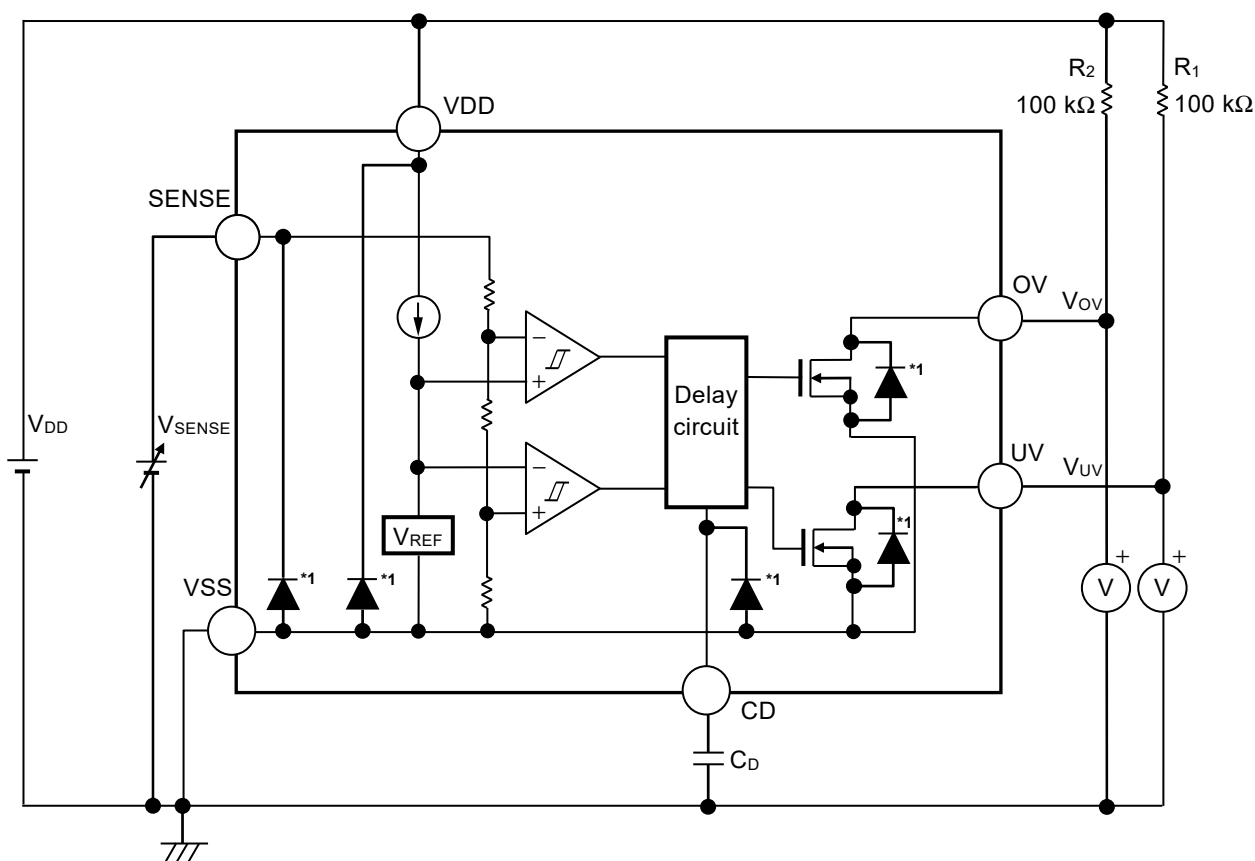 R2
100 kΩ
R1
100 kΩ
VDD
SENSE
OV
VOV
−
+
*1
VDD
VSENSE
Delay
circuit
UV
VUV
−
+
*1
VREF
VSS
*1
*1
*1
+
+
V
V
CD
CD